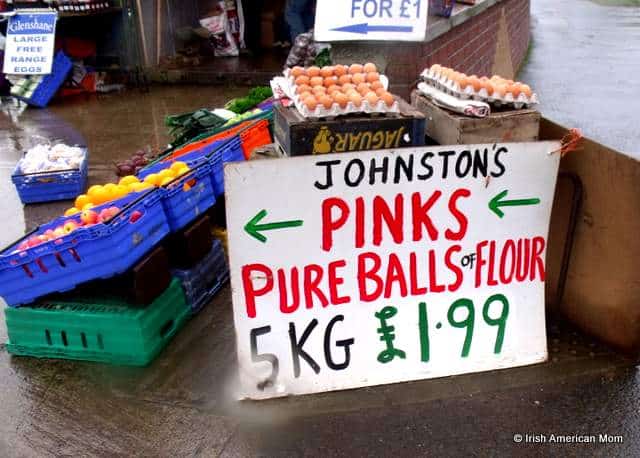 Glenshane
LARGE
FREE
RANGE
EGGS
FOR £1
JAGUAR
JOHNSTON'S
PINKS
PURE BALLS OF FLOUR
5KG £1.99
© Irish American Mom